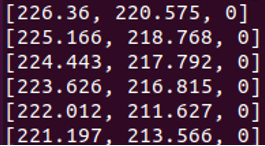 [226.36, 220.575, 0]
[225.166, 218.768, 0]
[224.443, 217.792, 0]
[223.626, 216.815, 0]
[222.012, 211.627, 0]
[221.197, 213.566, 0]